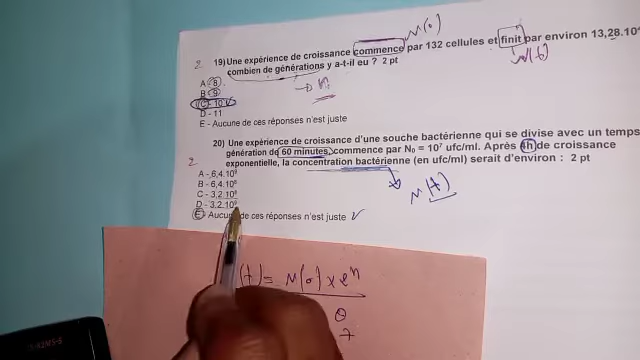 N(0)
2 19) Une expérience de croissance commence par 132 cellules et finit par environ 13,28.10
combien de générations y a-t-il eu ? 2 pt
N(t)
A - 8
→ n
B - 9
C - 10
D - 11
E - Aucune de ces réponses n'est juste
20) Une expérience de croissance d'une souche bactérienne qui se divise avec un temps
génération de 60 minutes, commence par N₀ = 10⁷ ufc/ml. Après 4h de croissance
2 exponentielle, la concentration bactérienne (en ufc/ml) serait d'environ : 2 pt
N(t)
A - 6,4.10
B - 6,4.10
C - 3,2.10
D - 3,2.10
E - Aucune de ces réponses n'est juste ✓
(t) = N(0) x e^n